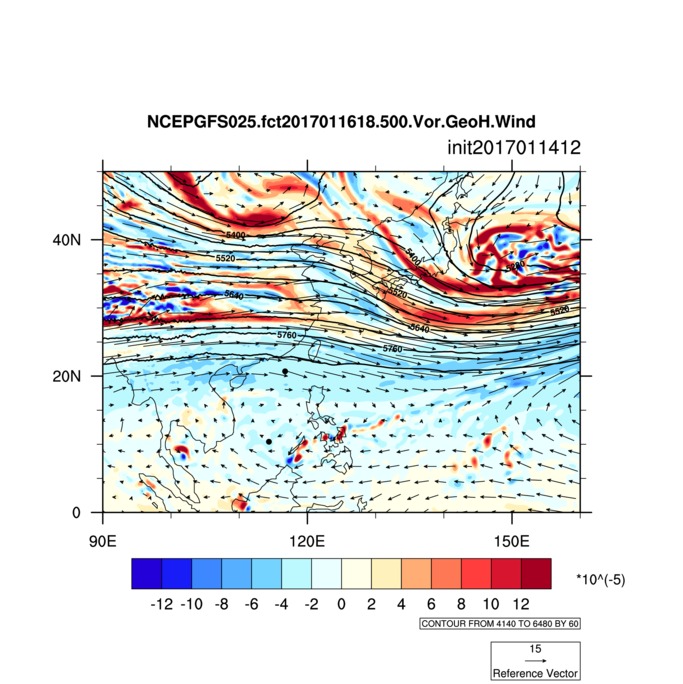 NCEPGFS025.fct2017011618.500.Vor.GeoH.Wind
init2017011412
40N
20N
0
5400
5520
5640
5760
5400
5520
5640
5760
5280
5520
90E 120E 150E
-12 -10 -8 -6 -4 -2 0 2 4 6 8 10 12
*10^(-5)
CONTOUR FROM 4140 TO 6480 BY 60
15
Reference Vector